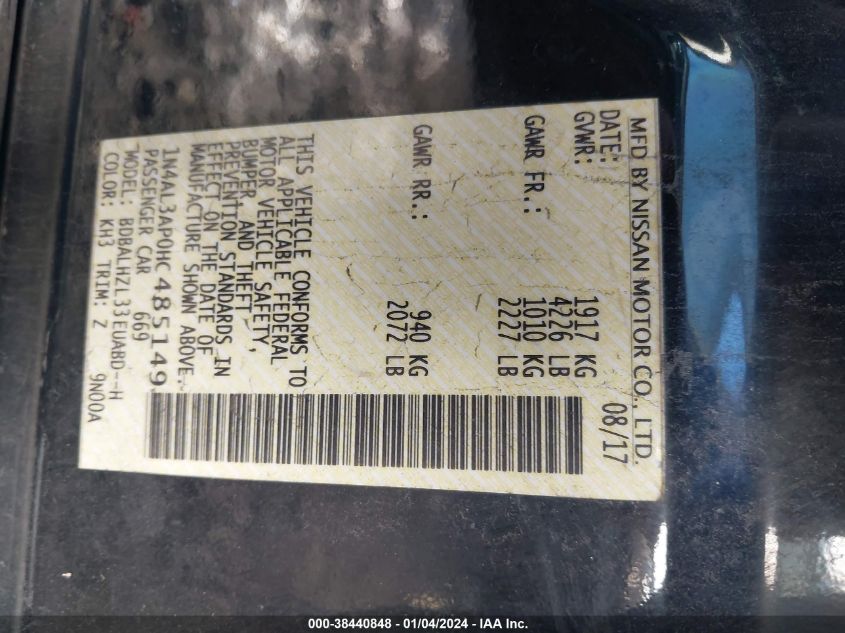 MFD BY NISSAN MOTOR CO., LTD.
DATE: 08/17
GVWR: 1917 KG
4226 LB
GAWR FR.: 1010 KG
2227 LB
GAWR RR.: 940 KG
2072 LB
THIS VEHICLE CONFORMS TO
ALL APPLICABLE FEDERAL
MOTOR VEHICLE SAFETY,
BUMPER, AND THEFT
PREVENTION STANDARDS IN
EFFECT ON THE DATE OF
MANUFACTURE SHOWN ABOVE.
1N4AL3AP0HC485149
PASSENGER CAR 669
MODEL: BDBALHZL33EUABD--H
COLOR: KH3 TRIM: Z 9N00A
000-38440848 - 01/04/2024 - IAA Inc.